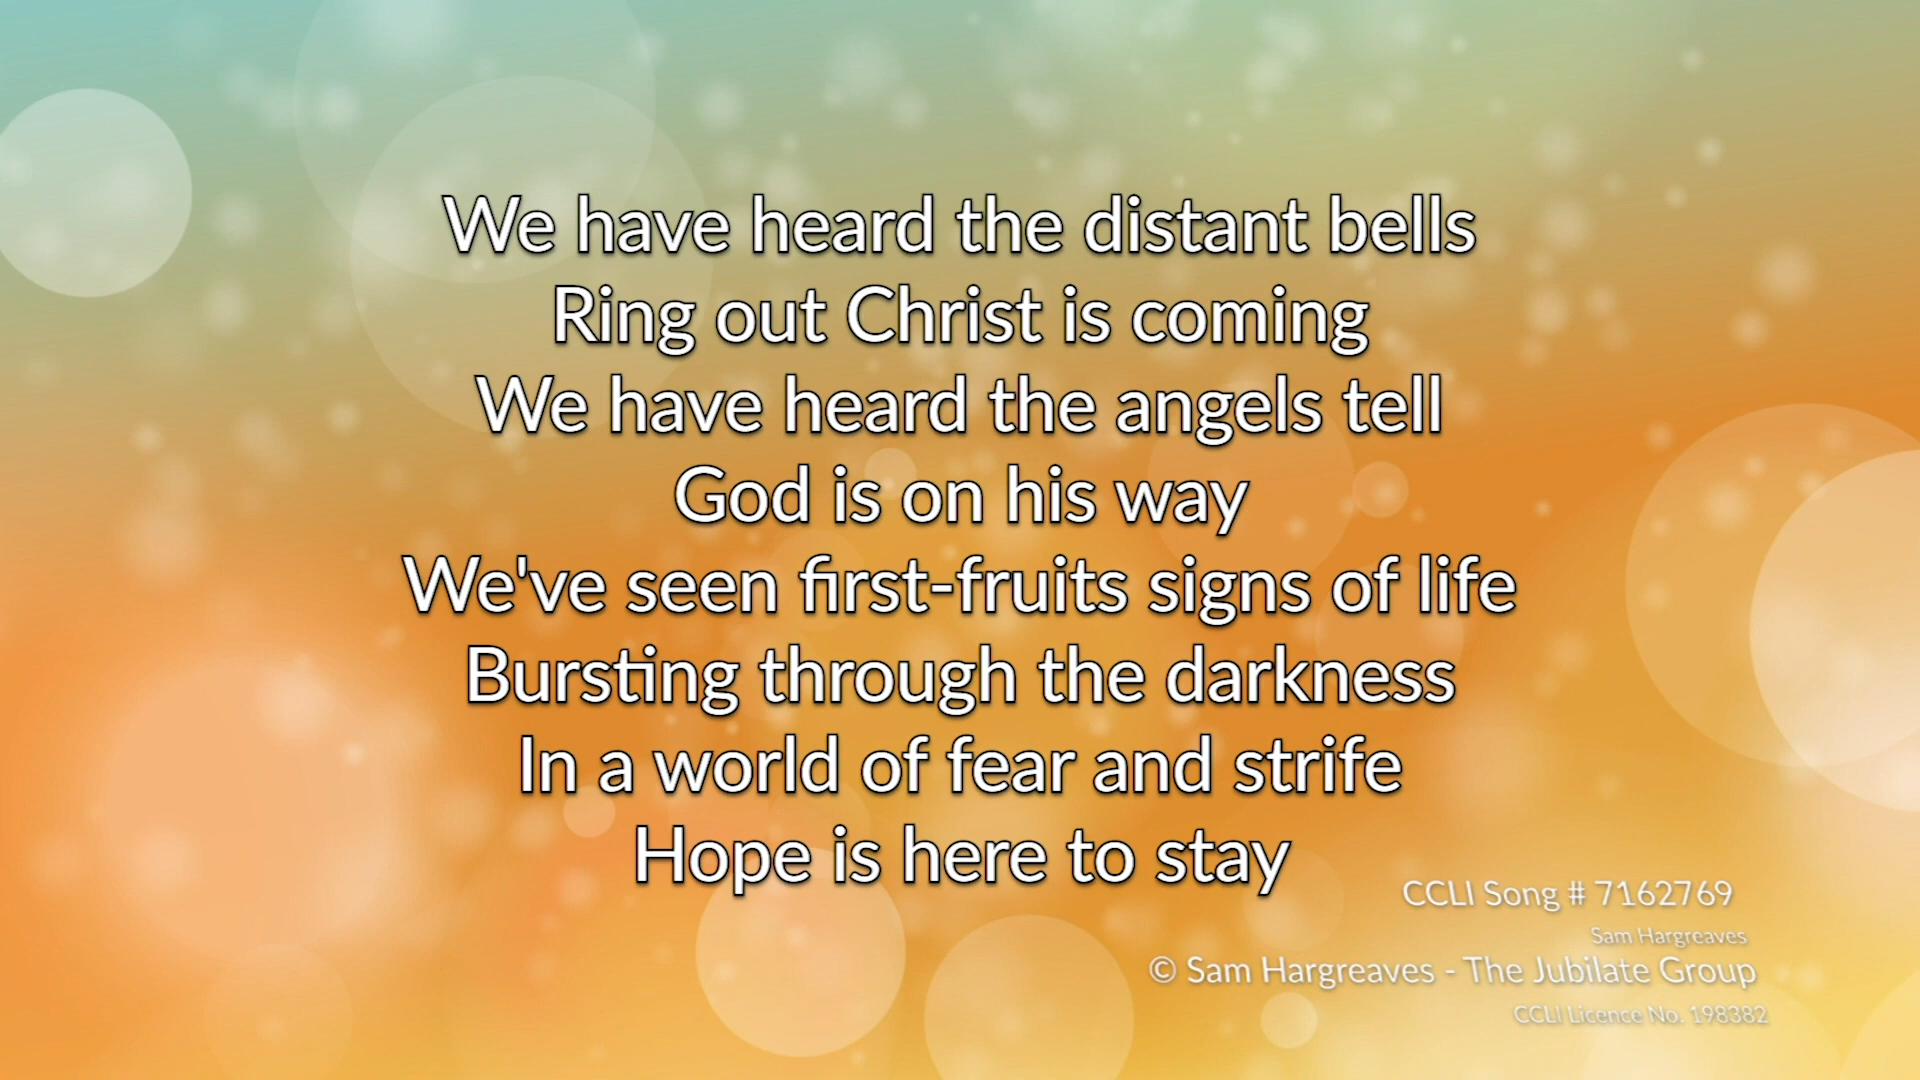 We have heard the distant bells
Ring out Christ is coming
We have heard the angels tell
God is on his way
We've seen first-fruits signs of life
Bursting through the darkness
In a world of fear and strife
Hope is here to stay
CCLI Song # 7162769
Sam Hargreaves
© Sam Hargreaves - The Jubilate Group
CCLI Licence No. 198382